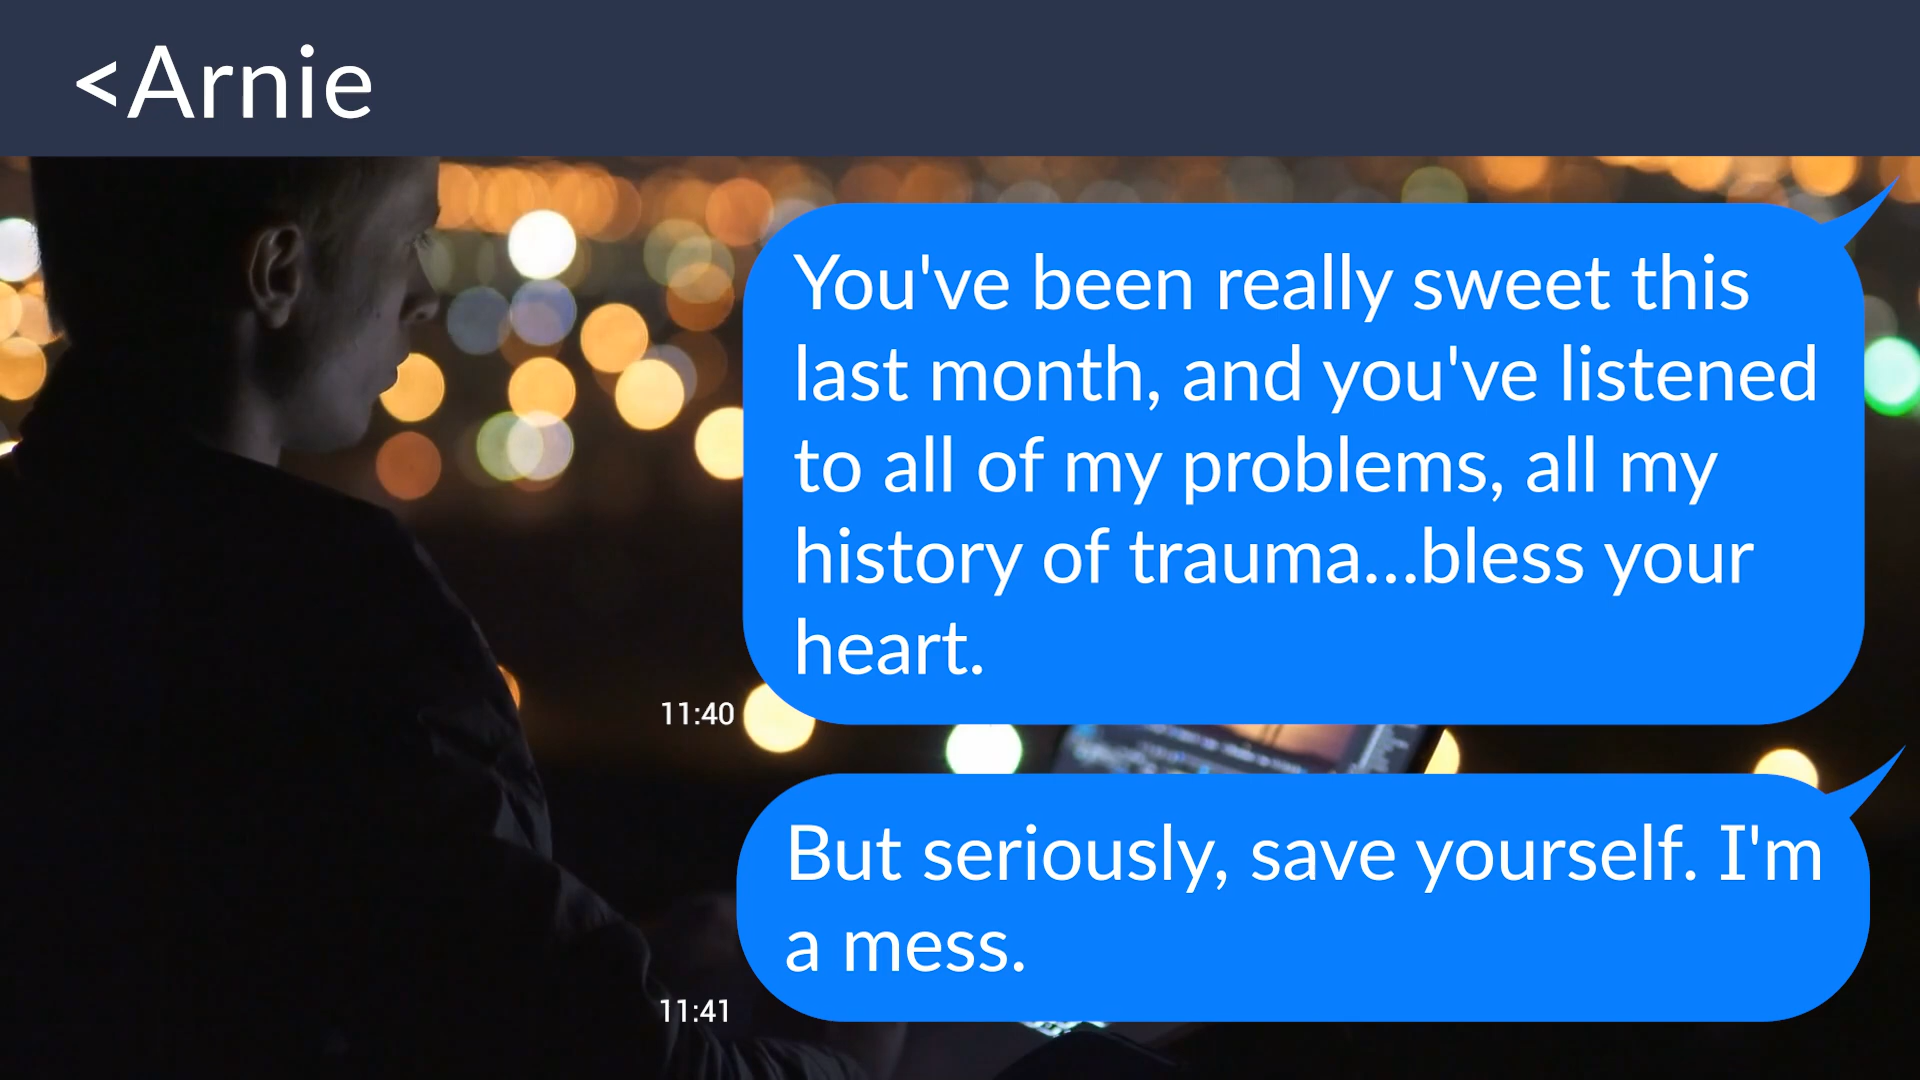 <Arnie
You've been really sweet this
last month, and you've listened
to all of my problems, all my
history of trauma...bless your
heart.
11:40
But seriously, save yourself. I'm
a mess.
11:41